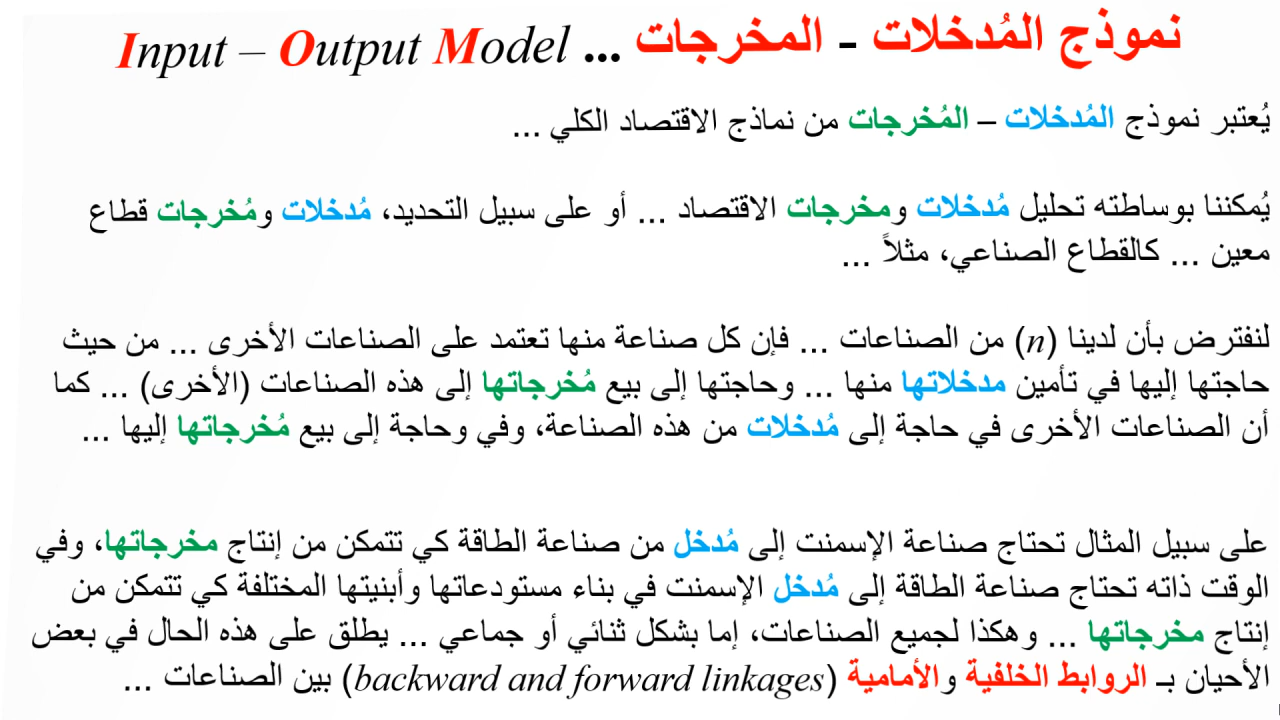 نموذج المُدخلات - المخرجات ... Input – Output Model
يُعتبر نموذج المُدخلات – المُخرجات من نماذج الاقتصاد الكلي ...
يُمكننا بوساطته تحليل مُدخلات ومخرجات الاقتصاد ... أو على سبيل التحديد، مُدخلات ومُخرجات قطاع
معين ... كالقطاع الصناعي، مثلاً ...
لنفترض بأن لدينا (n) من الصناعات ... فإن كل صناعة منها تعتمد على الصناعات الأخرى ... من حيث
حاجتها إليها في تأمين مدخلاتها منها ... وحاجتها إلى بيع مُخرجاتها إلى هذه الصناعات (الأخرى) ... كما
أن الصناعات الأخرى في حاجة إلى مُدخلات من هذه الصناعة، وفي وحاجة إلى بيع مُخرجاتها إليها ...
على سبيل المثال تحتاج صناعة الإسمنت إلى مُدخل من صناعة الطاقة كي تتمكن من إنتاج مخرجاتها، وفي
الوقت ذاته تحتاج صناعة الطاقة إلى مُدخل الإسمنت في بناء مستودعاتها وأبنيتها المختلفة كي تتمكن من
إنتاج مخرجاتها ... وهكذا لجميع الصناعات، إما بشكل ثنائي أو جماعي ... يطلق على هذه الحال في بعض
الأحيان بـ الروابط الخلفية والأمامية (backward and forward linkages) بين الصناعات ...